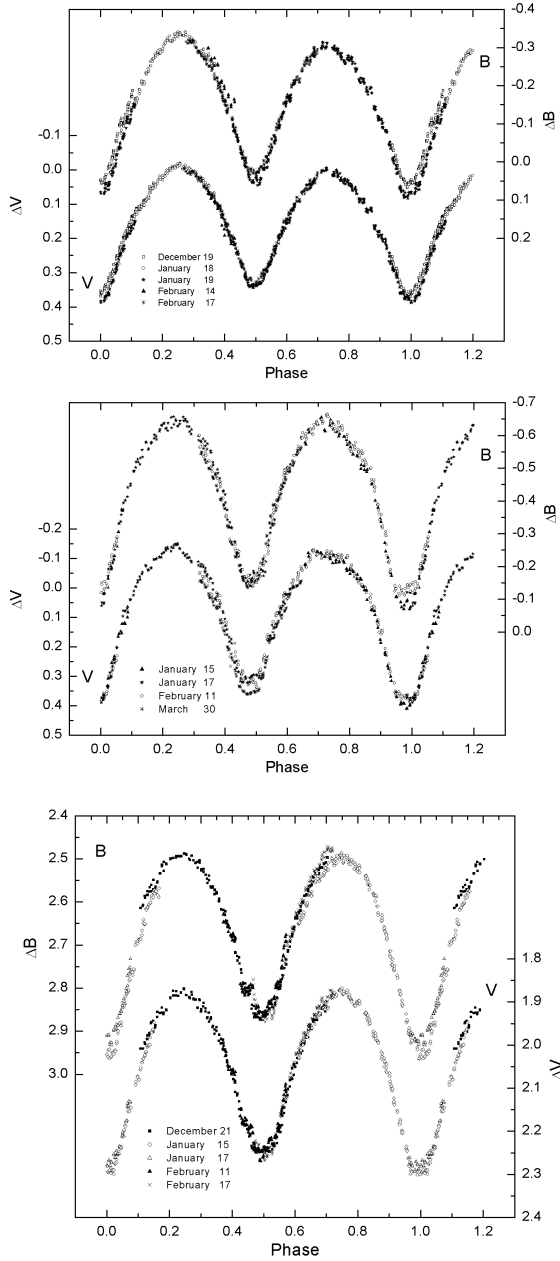 -0.4
-0.3
B
-0.2
ΔB
-0.1
-0.1
0.0
0.0
0.1
ΔV
0.1
0.2
0.2
0.3
V
0.4
0.5
December 19
January 18
January 19
February 14
February 17
0.0 0.2 0.4 0.6 0.8 1.0 1.2
Phase
-0.7
-0.6
B
-0.5
-0.4
ΔB
-0.2
-0.3
-0.1
-0.2
0.0
ΔV
-0.1
0.1
0.0
0.2
0.3
V
0.4
0.5
January 15
January 17
February 11
March 30
0.0 0.2 0.4 0.6 0.8 1.0 1.2
Phase
2.4
B
2.5
2.6
2.7
ΔB
2.8
2.9
3.0
1.8
V
1.9
2.0
ΔV
2.1
2.2
2.3
2.4
December 21
January 15
January 17
February 11
February 17
0.0 0.2 0.4 0.6 0.8 1.0 1.2
Phase